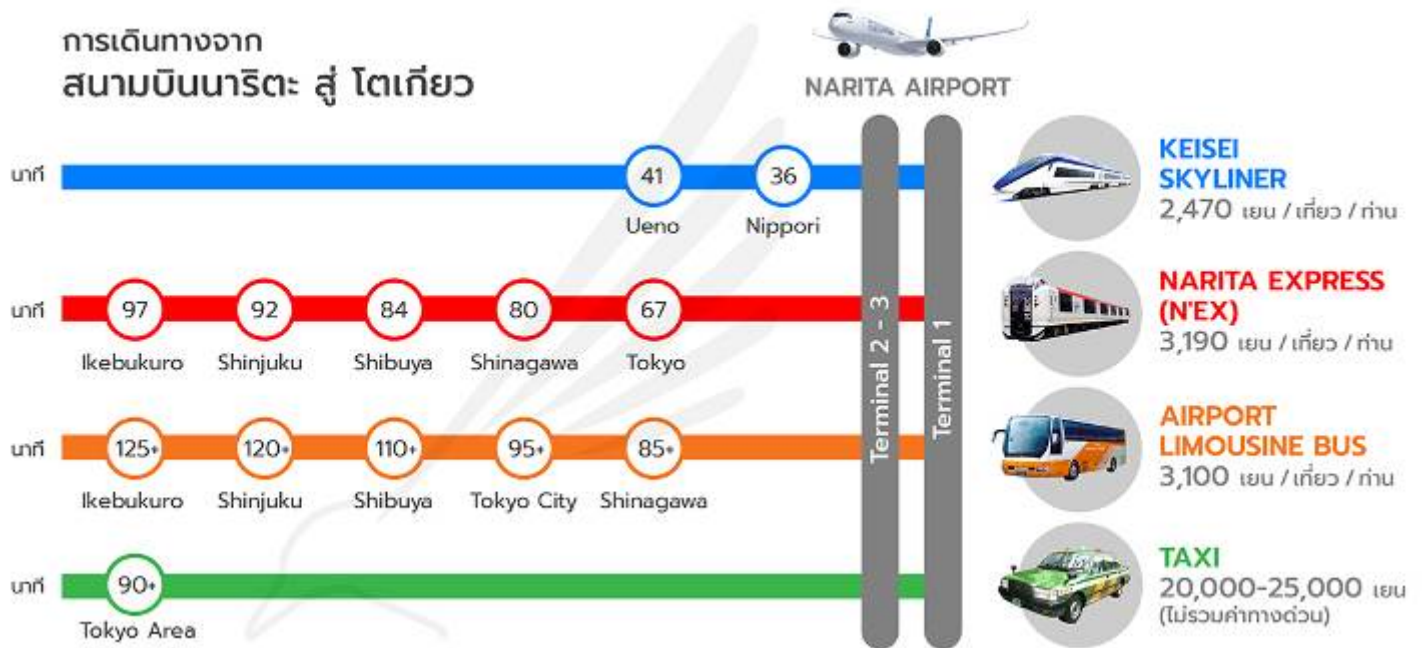 การเดินทางจาก
สนามบินนาริตะ สู่ โตเกียว
NARITA AIRPORT
Terminal 2 - 3
Terminal 1
นาที
41
36
Ueno
Nippori
KEISEI
SKYLINER
2,470 เยน / เที่ยว / ท่าน
นาที
97
92
84
80
67
Ikebukuro
Shinjuku
Shibuya
Shinagawa
Tokyo
NARITA EXPRESS
(N'EX)
3,190 เยน / เที่ยว / ท่าน
นาที
125+
120+
110+
95+
85+
Ikebukuro
Shinjuku
Shibuya
Tokyo City
Shinagawa
AIRPORT
LIMOUSINE BUS
3,100 เยน / เที่ยว / ท่าน
นาที
90+
Tokyo Area
TAXI
20,000-25,000 เยน
(ไม่รวมค่าทางด่วน)